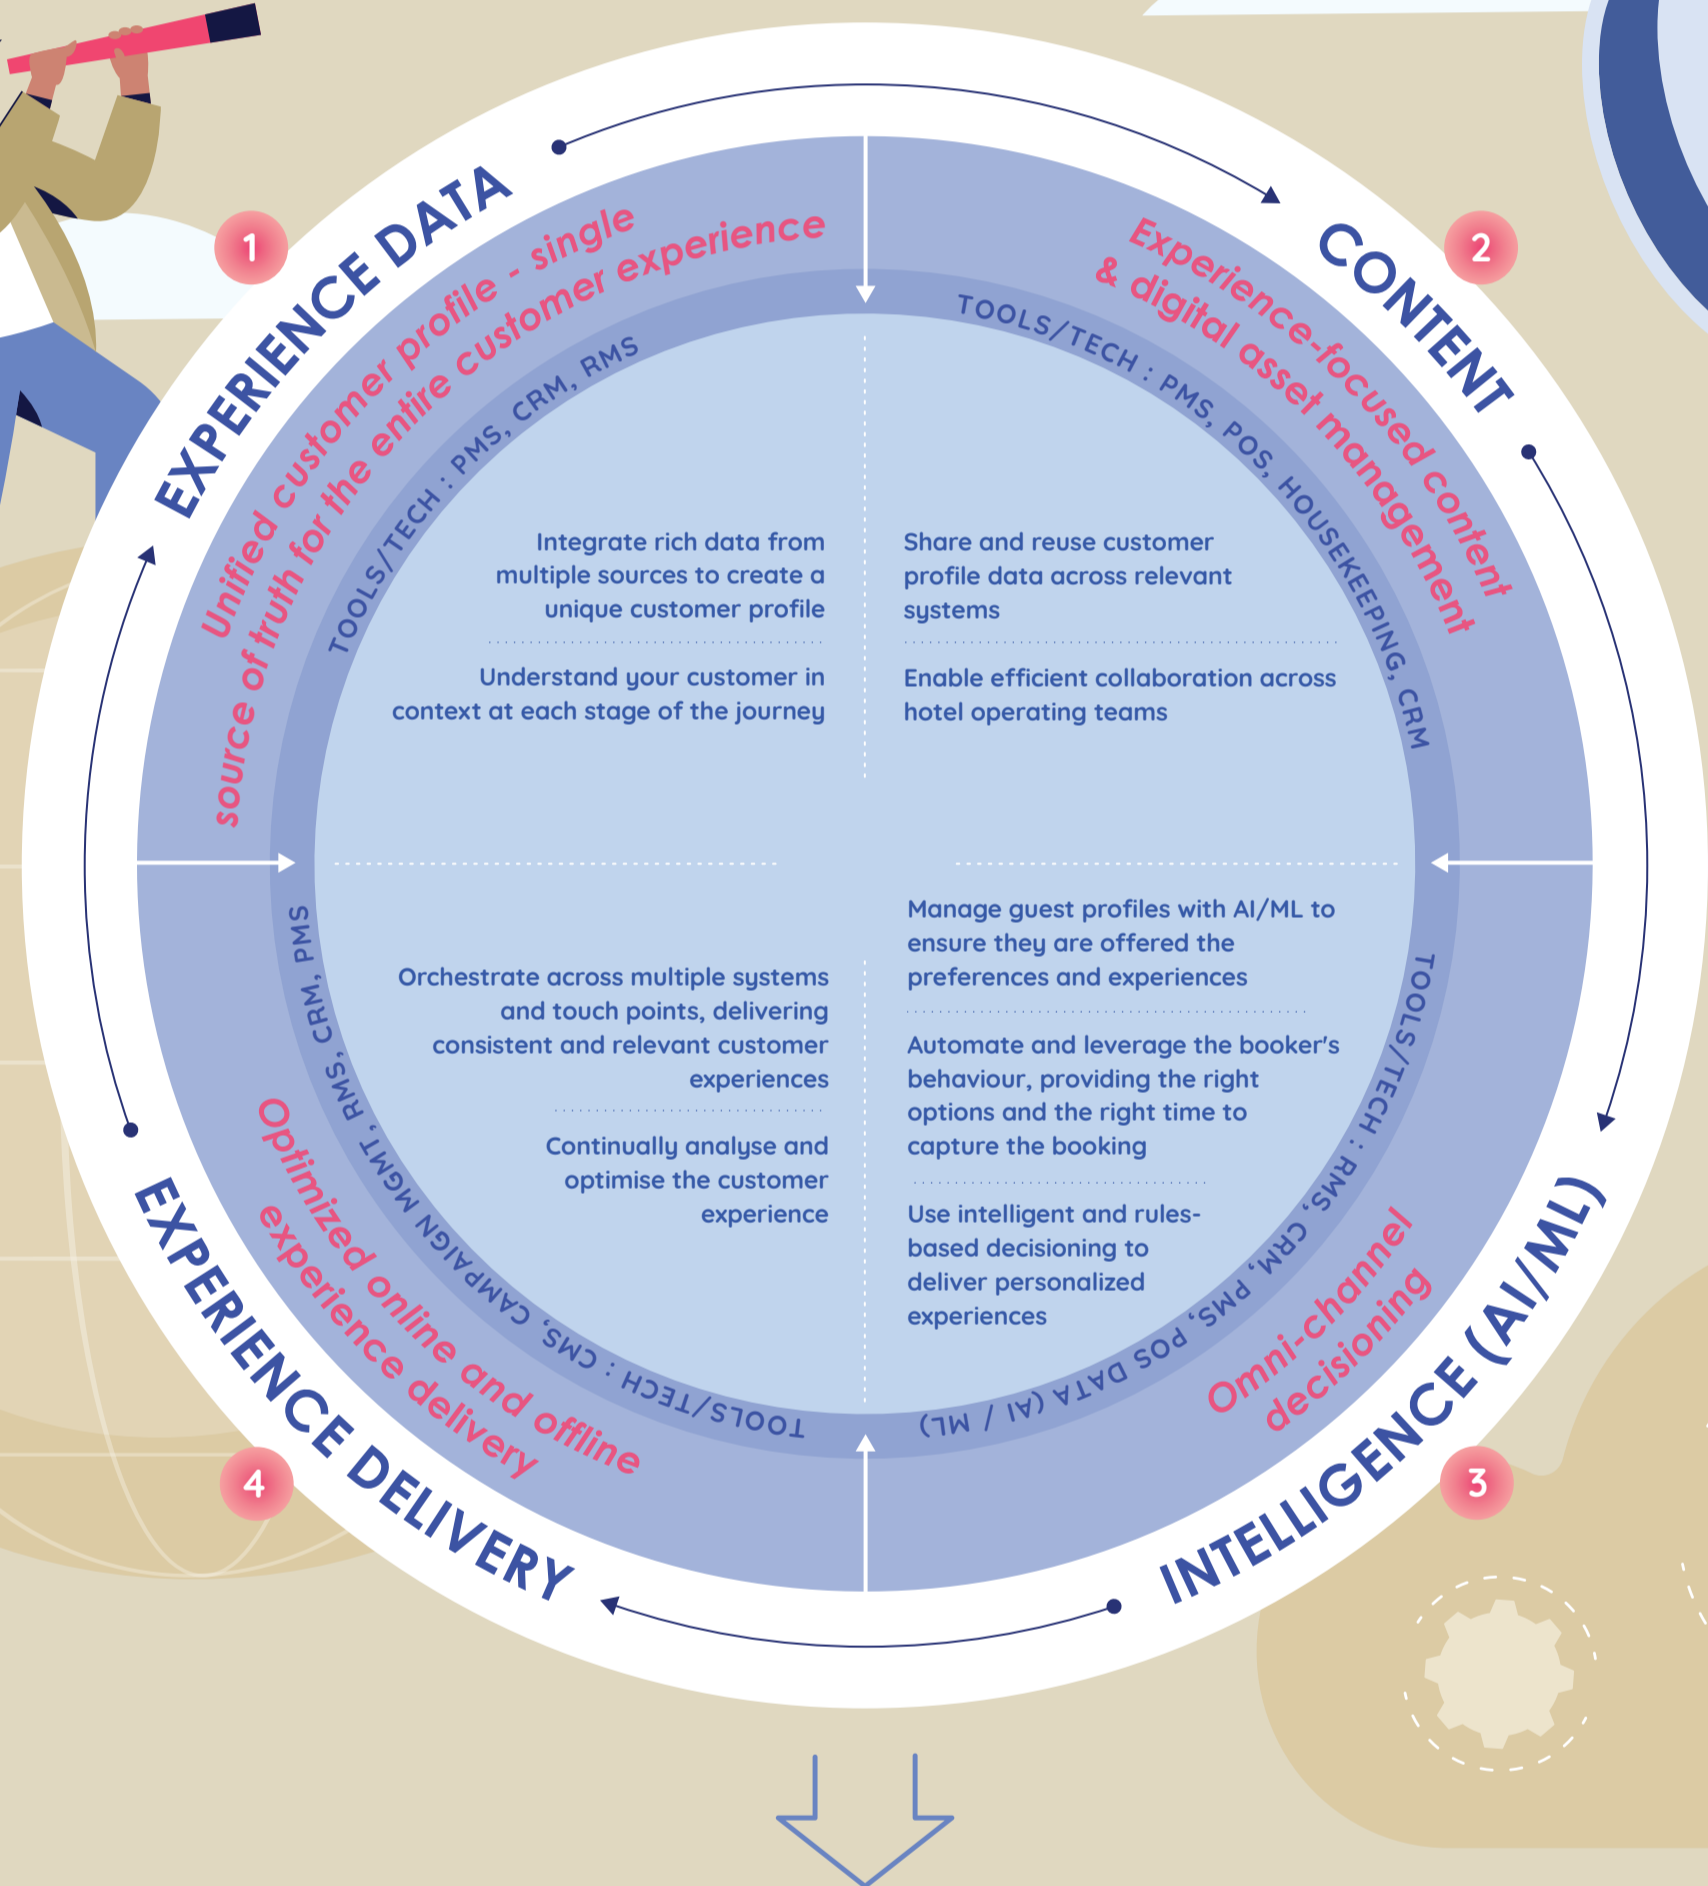 1
EXPERIENCE DATA
Unified customer profile - single
source of truth for the entire customer experience
TOOLS/TECH : PMS, CRM, RMS
Integrate rich data from
multiple sources to create a
unique customer profile
Understand your customer in
context at each stage of the journey
2
CONTENT
Experience-focused content
& digital asset management
TOOLS/TECH : PMS, POS, HOUSEKEEPING, CRM
Share and reuse customer
profile data across relevant
systems
Enable efficient collaboration across
hotel operating teams
3
INTELLIGENCE (AI/ML)
Omni-channel
decisioning
TOOLS/TECH : RMS, CRM, PMS, POS DATA (AI / ML)
Manage guest profiles with AI/ML to
ensure they are offered the
preferences and experiences
Automate and leverage the booker's
behaviour, providing the right
options and the right time to
capture the booking
Use intelligent and rules-
based decisioning to
deliver personalized
experiences
4
EXPERIENCE DELIVERY
Optimized online and offline
experience delivery
TOOLS/TECH : CMS, CAMPAIGN MGMT, RMS, CRM, PMS
Orchestrate across multiple systems
and touch points, delivering
consistent and relevant customer
experiences
Continually analyse and
optimise the customer
experience